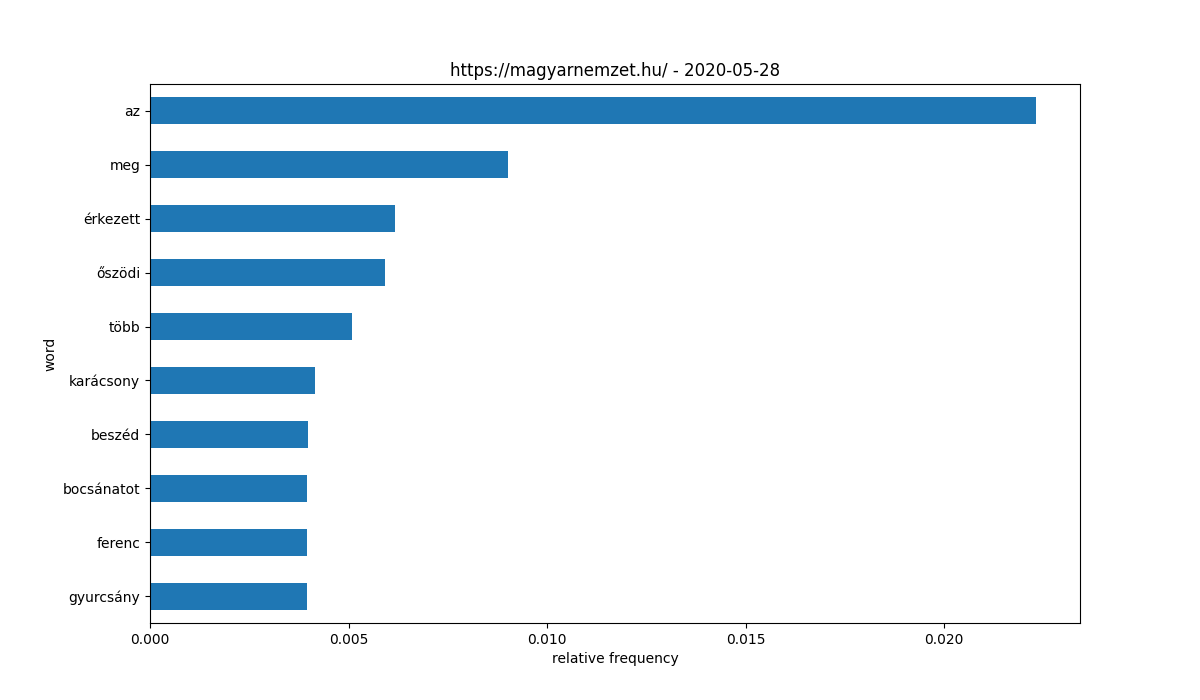 https://magyarnemzet.hu/ - 2020-05-28
az
meg
érkezett
őszödi
több
karácsony
beszéd
bocsánatot
ferenc
gyurcsány
word
0.000 0.005 0.010 0.015 0.020
relative frequency